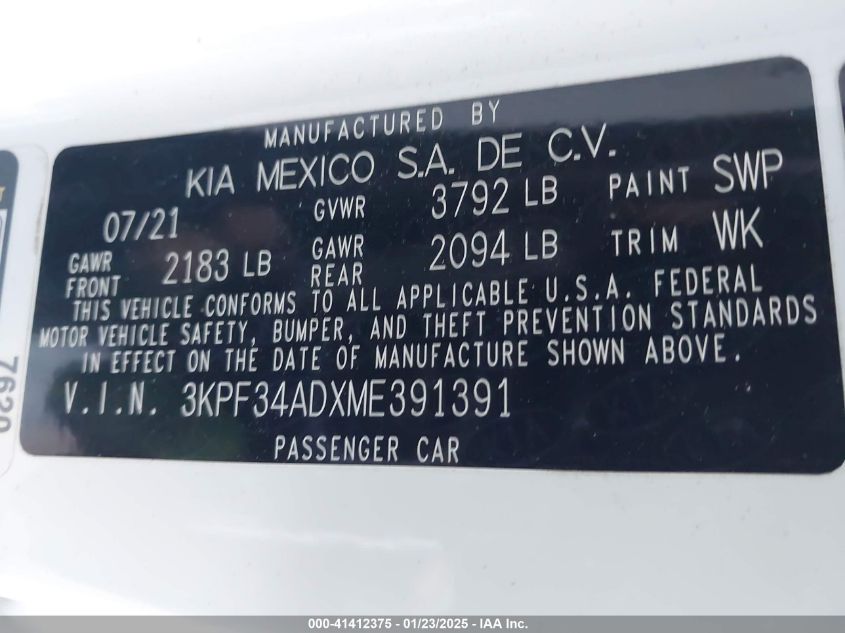 MANUFACTURED BY
KIA MEXICO S.A. DE C.V.
07/21 GVWR 3792 LB PAINT SWP
GAWR FRONT 2183 LB GAWR REAR 2094 LB TRIM WK
THIS VEHICLE CONFORMS TO ALL APPLICABLE U.S.A. FEDERAL
MOTOR VEHICLE SAFETY, BUMPER, AND THEFT PREVENTION STANDARDS
IN EFFECT ON THE DATE OF MANUFACTURE SHOWN ABOVE.
V.I.N. 3KPF34ADXME391391
PASSENGER CAR
000-41412375 - 01/23/2025 - IAA Inc.